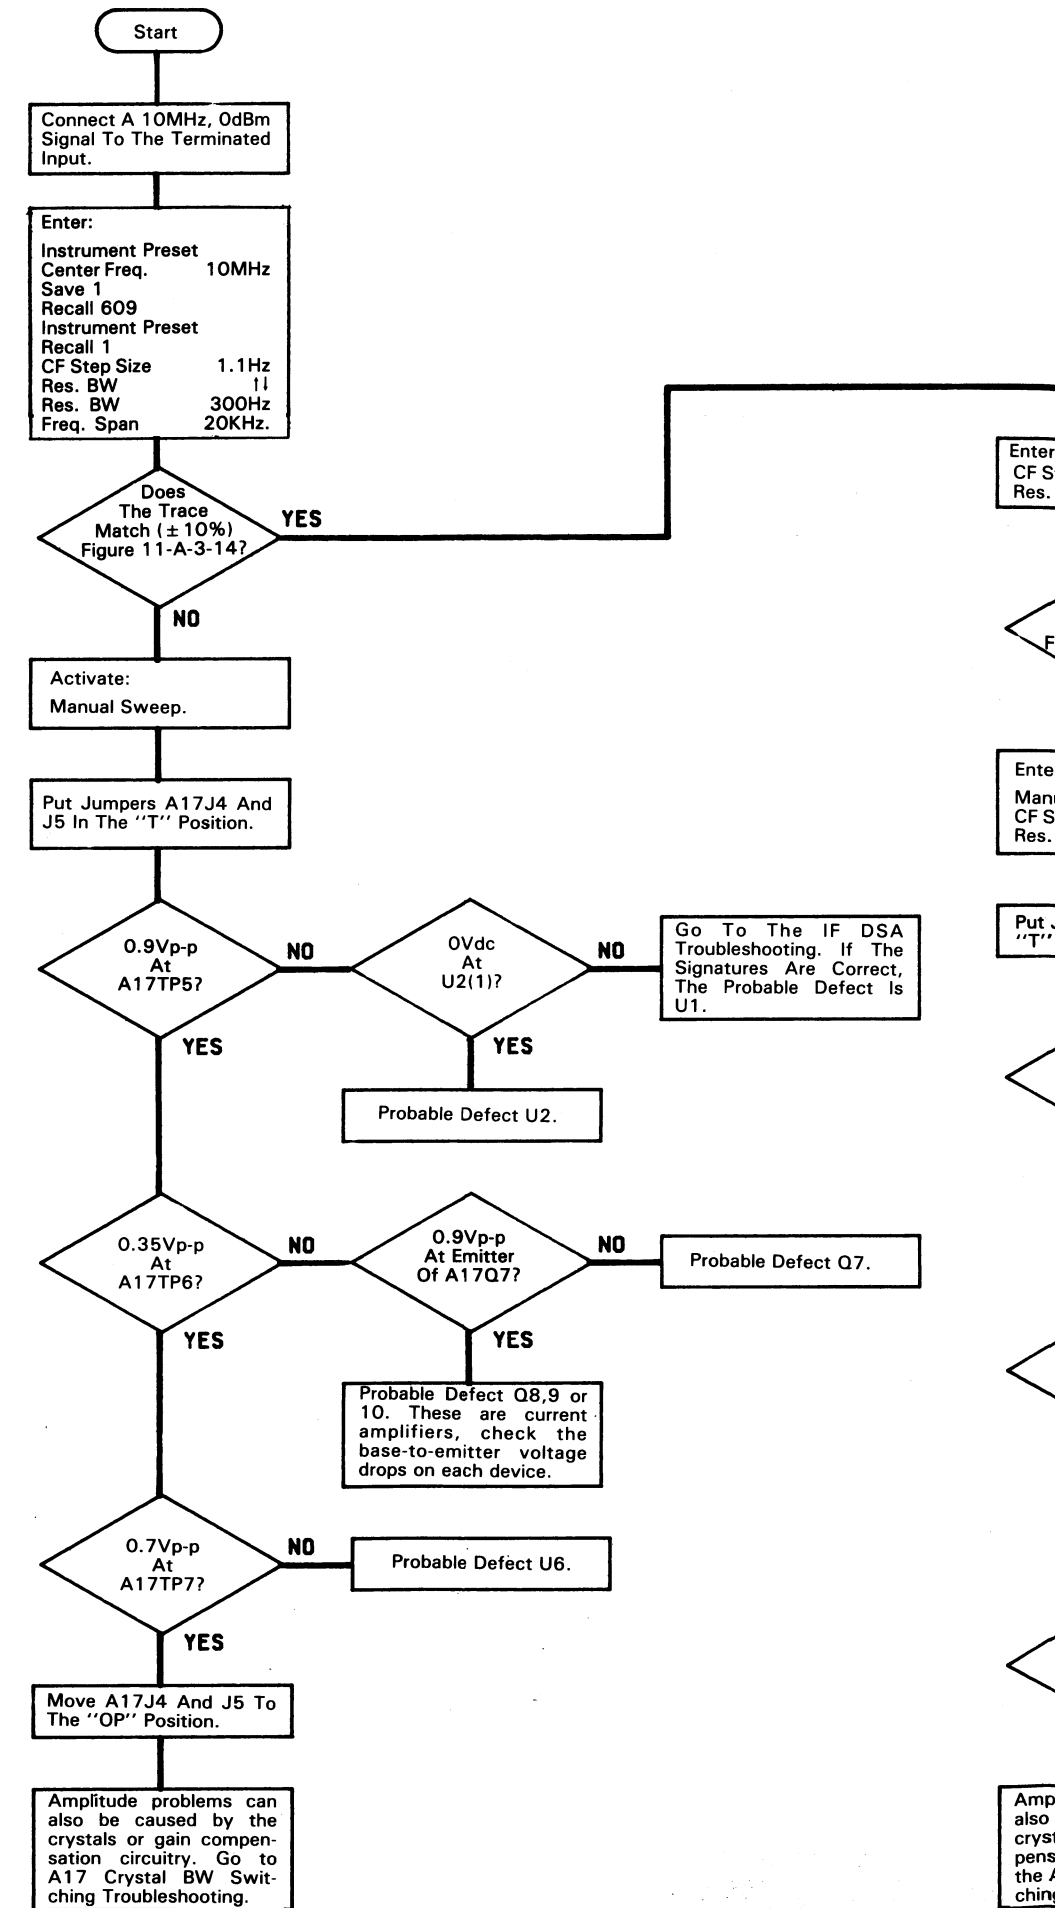 Start
Connect A 10MHz, 0dBm
Signal To The Terminated
Input.
Enter:
Instrument Preset
Center Freq. 10MHz
Save 1
Recall 609
Instrument Preset
Recall 1
CF Step Size 1.1Hz
Res. BW ↑↓
Res. BW 300Hz
Freq. Span 20KHz.
Does
The Trace
Match (±10%)
Figure 11-A-3-14?
YES
NO
Activate:
Manual Sweep.
Put Jumpers A17J4 And
J5 In The "T" Position.
0.9Vp-p
At
A17TP5?
NO
YES
0Vdc
At
U2(1)?
NO
YES
Go To The IF DSA
Troubleshooting. If The
Signatures Are Correct,
The Probable Defect Is
U1.
Probable Defect U2.
0.35Vp-p
At
A17TP6?
NO
YES
0.9Vp-p
At Emitter
Of A17Q7?
NO
YES
Probable Defect Q7.
Probable Defect Q8,9 or
10. These are current
amplifiers, check the
base-to-emitter voltage
drops on each device.
0.7Vp-p
At
A17TP7?
NO
YES
Probable Defect U6.
Move A17J4 And J5 To
The "OP" Position.
Amplitude problems can
also be caused by the
crystals or gain compen-
sation circuitry. Go to
A17 Crystal BW Swit-
ching Troubleshooting.
Enter
CF S
Res.
F
Ente
Manu
CF S
Res.
Put J
"T"
Amp
also
cryst
pens
the A
ching